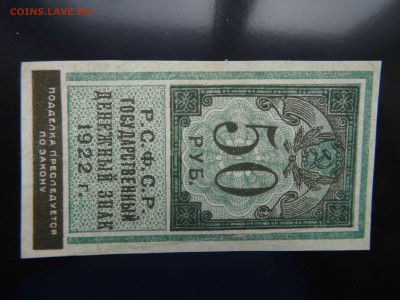 COINS.LAVE.RU
50
РУБ
Р.С.Ф.С.Р.
ГОСУДАРСТВЕННЫЙ
ДЕНЕЖНЫЙ ЗНАК
1922 г.
ПОДДЕЛКА ПРЕСЛЕДУЕТСЯ
ПО ЗАКОНУ